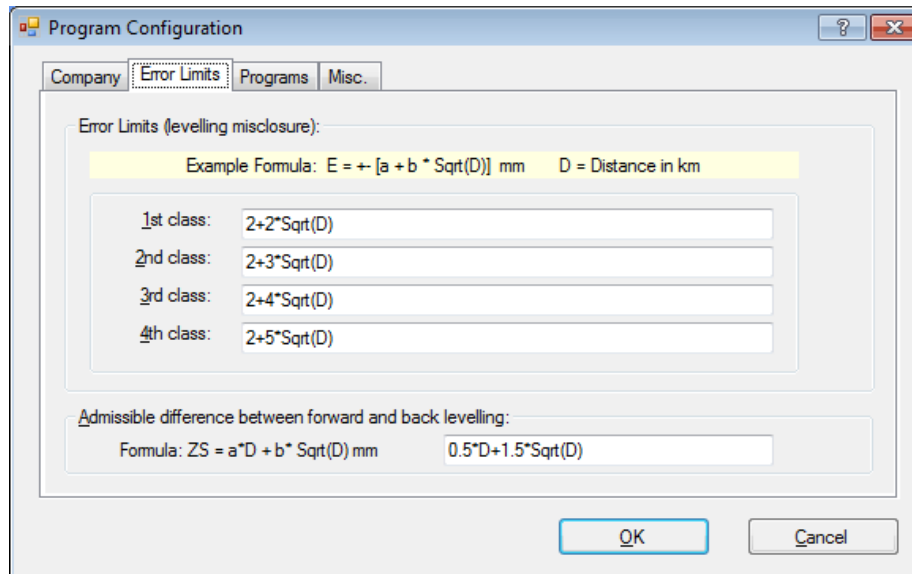 Program Configuration
Company Error Limits Programs Misc.
Error Limits (levelling misclosure):
Example Formula: E = +- [a + b * Sqrt(D)] mm D = Distance in km
1st class: 2+2*Sqrt(D)
2nd class: 2+3*Sqrt(D)
3rd class: 2+4*Sqrt(D)
4th class: 2+5*Sqrt(D)
Admissible difference between forward and back levelling:
Formula: ZS = a*D + b* Sqrt(D) mm 0.5*D+1.5*Sqrt(D)
OK Cancel